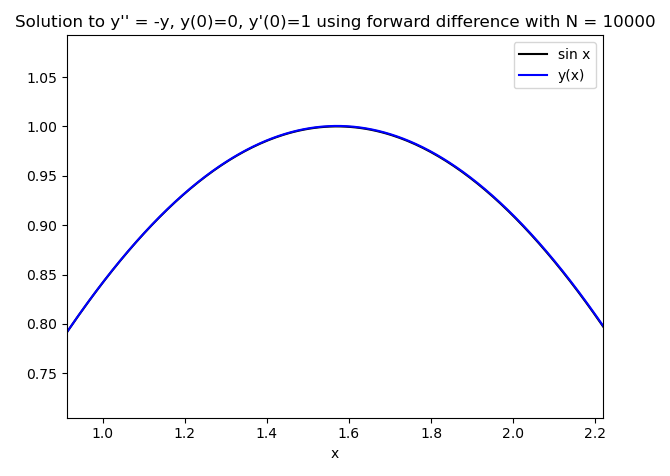 Solution to y'' = -y, y(0)=0, y'(0)=1 using forward difference with N = 10000
sin x
y(x)
1.05
1.00
0.95
0.90
0.85
0.80
0.75
1.0 1.2 1.4 1.6 1.8 2.0 2.2
x